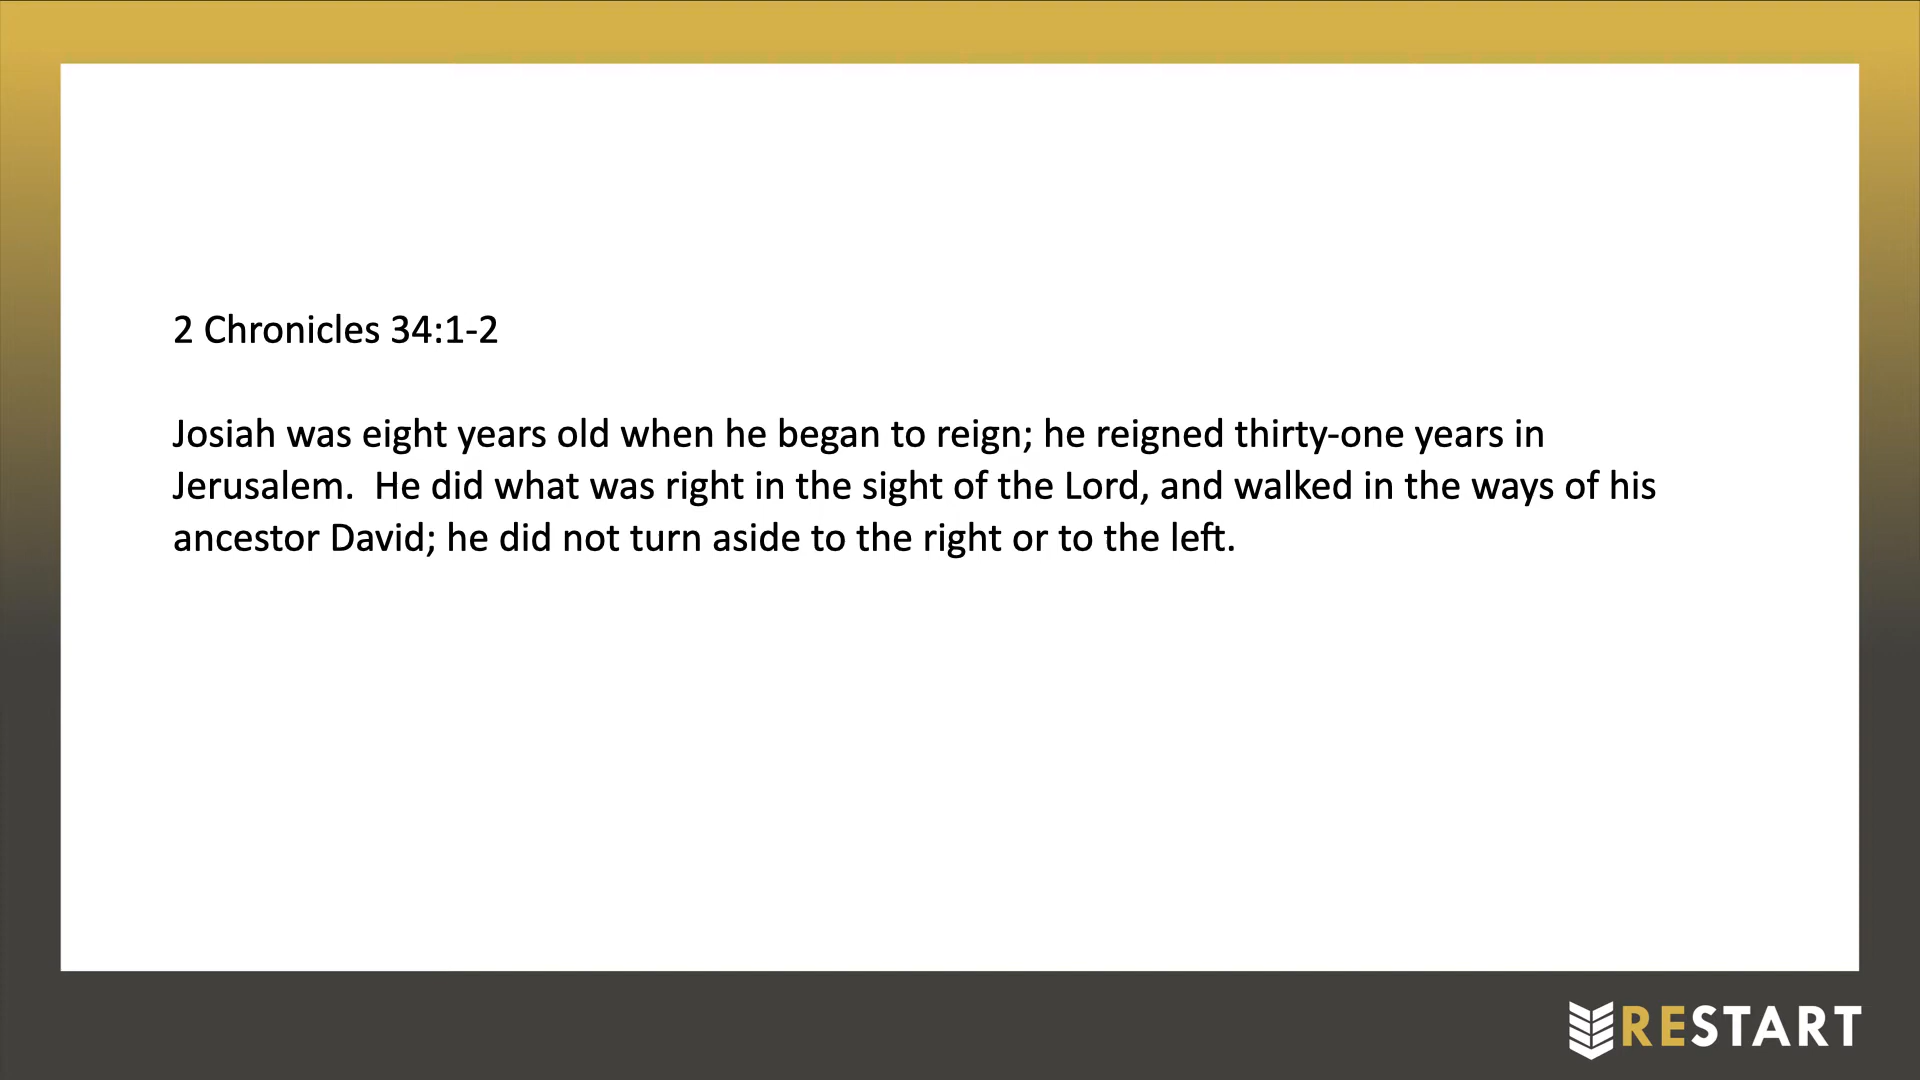 2 Chronicles 34:1-2
Josiah was eight years old when he began to reign; he reigned thirty-one years in
Jerusalem.  He did what was right in the sight of the Lord, and walked in the ways of his
ancestor David; he did not turn aside to the right or to the left.
RESTART